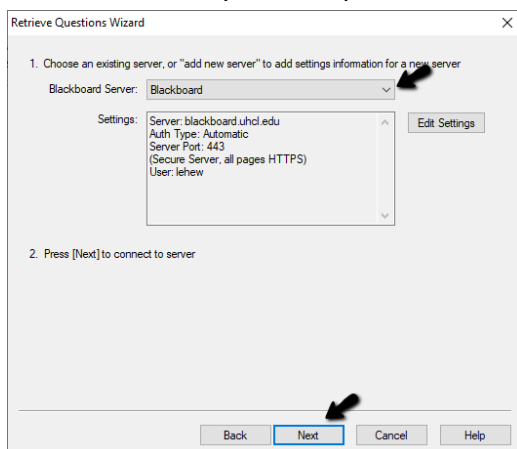 Retrieve Questions Wizard
1. Choose an existing server, or "add new server" to add settings information for a new server
Blackboard Server: Blackboard
Settings: Server: blackboard.uhcl.edu Edit Settings
Auth Type: Automatic
Server Port: 443
(Secure Server, all pages HTTPS)
User: lehew
2. Press [Next] to connect to server
Back Next Cancel Help